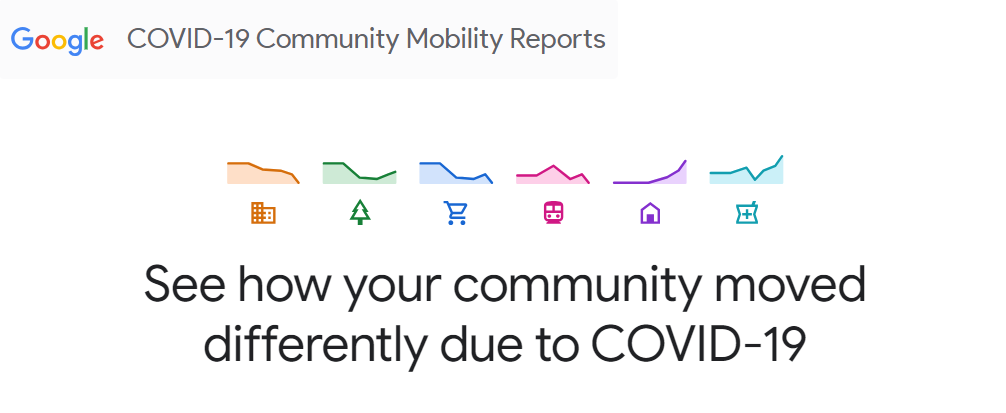 Google COVID-19 Community Mobility Reports
See how your community moved
differently due to COVID-19